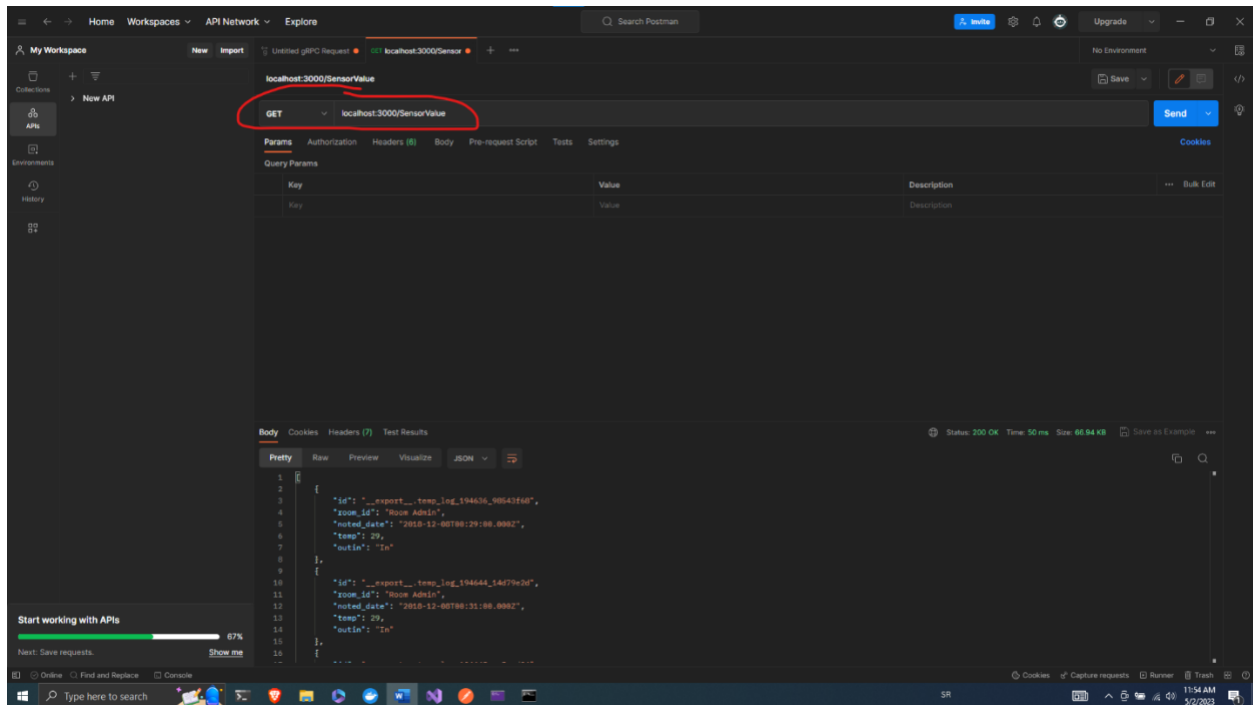 Home Workspaces API Network Explore Search Postman Invite Upgrade
My Workspace New Import Untitled gRPC Request GET localhost:3000/Sensor No Environment
Collections
New API
APIs
Environments
History
localhost:3000/SensorValue Save
GET localhost:3000/SensorValue Send
Params Authorization Headers (6) Body Pre-request Script Tests Settings Cookies
Query Params
Key Value Description Bulk Edit
Key Value Description
Body Cookies Headers (7) Test Results Status: 200 OK Time: 50 ms Size: 66.94 KB Save as Example
Pretty Raw Preview Visualize JSON
1 [
2 {
3 "id": "__export__.temp_log_194636_98542f60",
4 "room_id": "Room Admin",
5 "noted_date": "2018-12-08T08:29:00.000Z",
6 "temp": 29,
7 "outin": "In"
8 },
9 {
10 "id": "__export__.temp_log_194644_14d79e2d",
11 "room_id": "Room Admin",
12 "noted_date": "2018-12-08T08:31:00.000Z",
13 "temp": 29,
14 "outin": "In"
15 },
16 {
Start working with APIs
67%
Next: Save requests. Show me
Online Find and Replace Console Cookies Capture requests Runner Trash
Type here to search SR 11:54 AM
5/2/2023